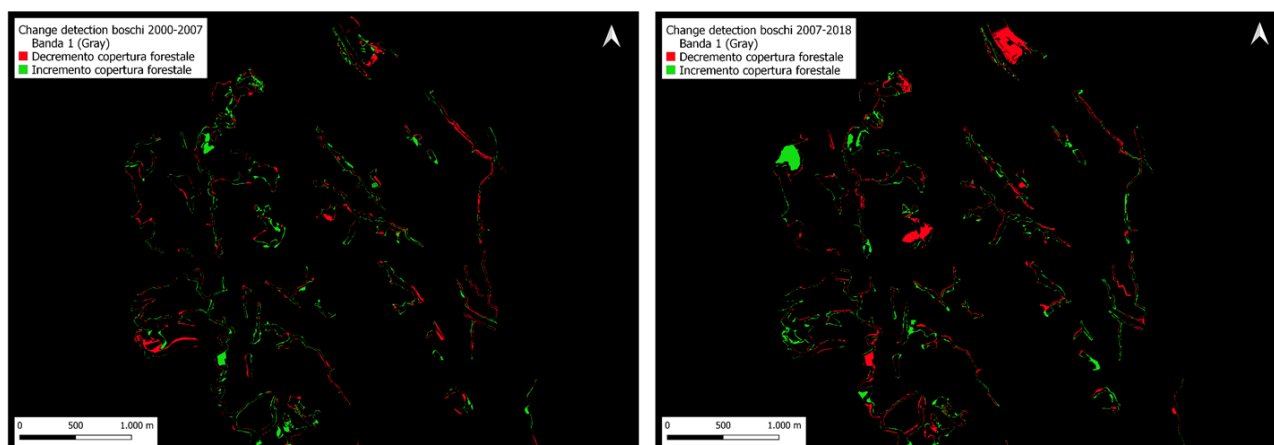 Change detection boschi 2000-2007
Banda 1 (Gray)
Decremento copertura forestale
Incremento copertura forestale
0 500 1.000 m
Change detection boschi 2007-2018
Banda 1 (Gray)
Decremento copertura forestale
Incremento copertura forestale
0 500 1.000 m